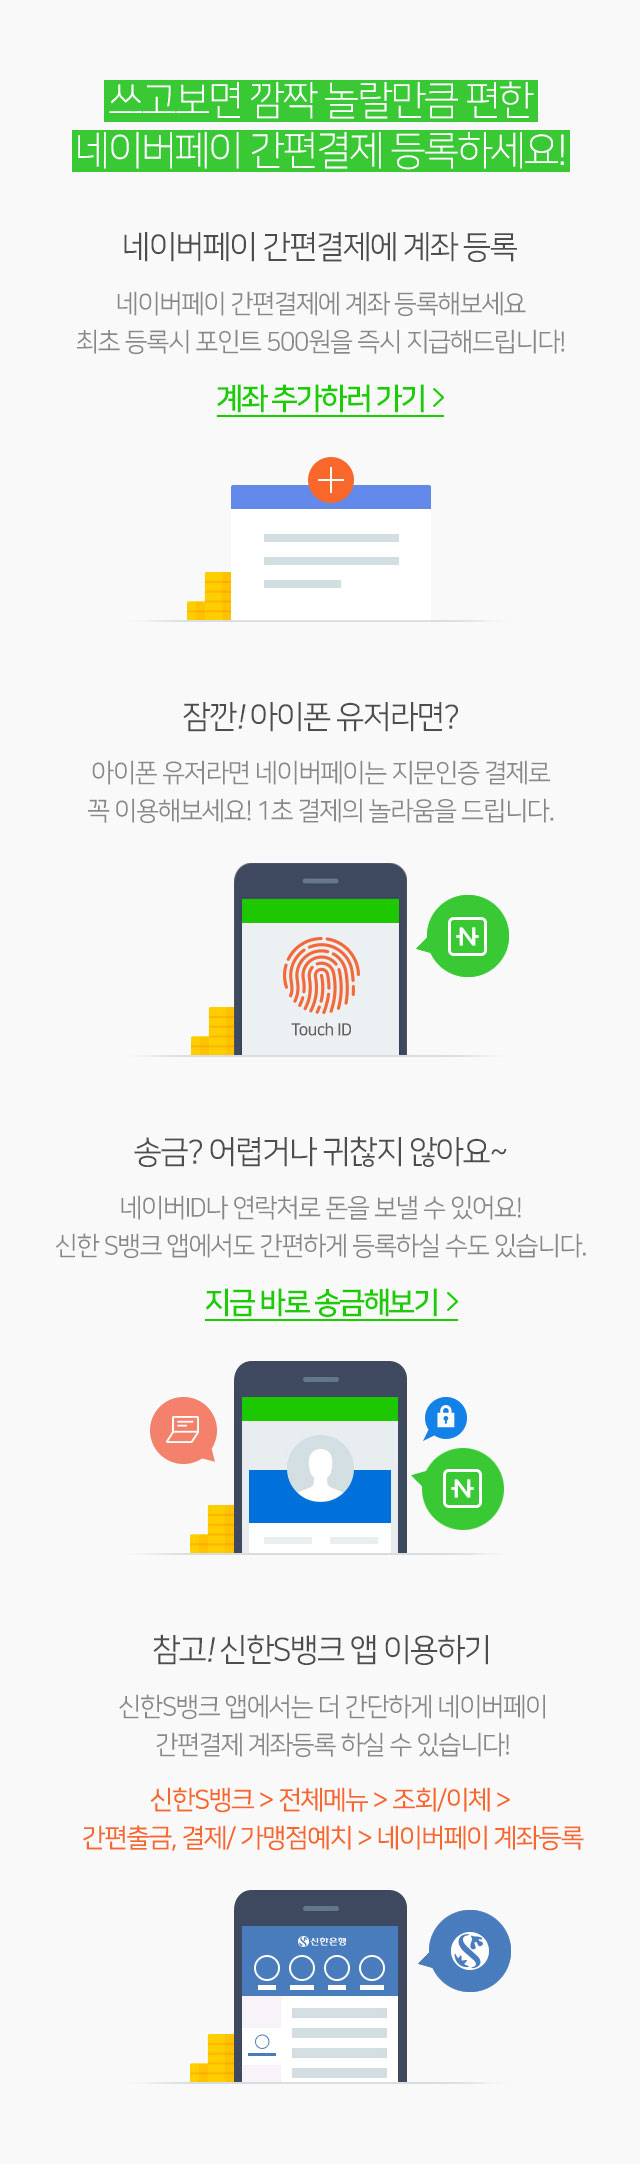 쓰고보면 깜짝 놀랄만큼 편한
네이버페이 간편결제 등록하세요!
네이버페이 간편결제에 계좌 등록
네이버페이 간편결제에 계좌 등록해보세요
최초 등록시 포인트 500원을 즉시 지급해드립니다!
계좌 추가하러 가기 >
잠깐! 아이폰 유저라면?
아이폰 유저라면 네이버페이는 지문인증 결제로
꼭 이용해보세요! 1초 결제의 놀라움을 드립니다.
N
Touch ID
송금? 어렵거나 귀찮지 않아요~
네이버ID나 연락처로 돈을 보낼 수 있어요!
신한 S뱅크 앱에서도 간편하게 등록하실 수도 있습니다.
지금 바로 송금해보기 >
N
참고! 신한S뱅크 앱 이용하기
신한S뱅크 앱에서는 더 간단하게 네이버페이
간편결제 계좌등록 하실 수 있습니다!
신한S뱅크 > 전체메뉴 > 조회/이체 >
간편출금, 결제/ 가맹점예치 > 네이버페이 계좌등록
신한은행